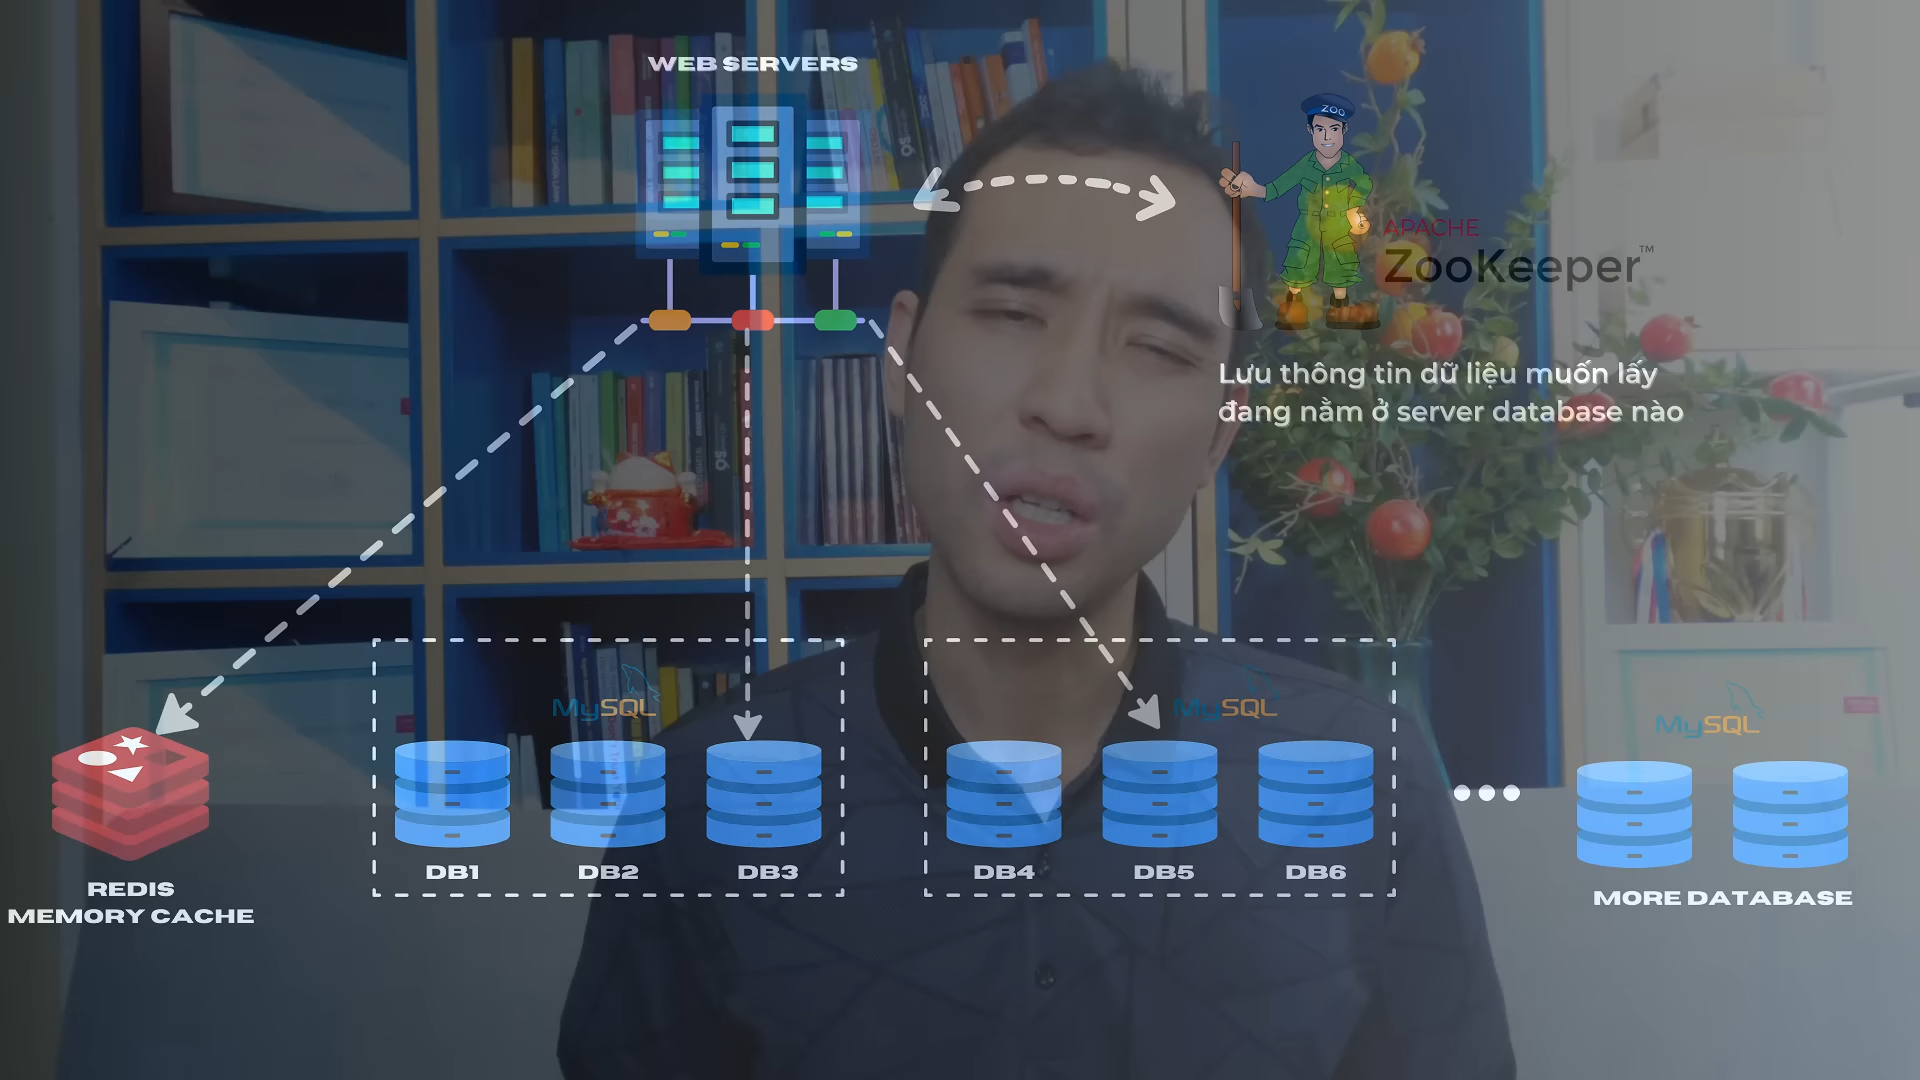 WEB SERVERS
ZOO
APACHE
ZooKeeper™
Lưu thông tin dữ liệu muốn lấy
đang nằm ở server database nào
MySQL
MySQL
MySQL
DB1
DB2
DB3
DB4
DB5
DB6
REDIS
MEMORY CACHE
MORE DATABASE